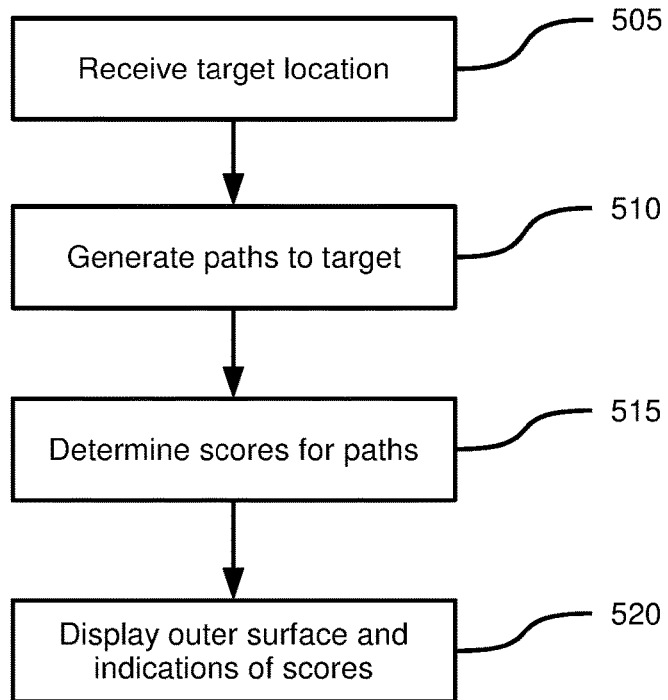 505
Receive target location
510
Generate paths to target
515
Determine scores for paths
520
Display outer surface and
indications of scores